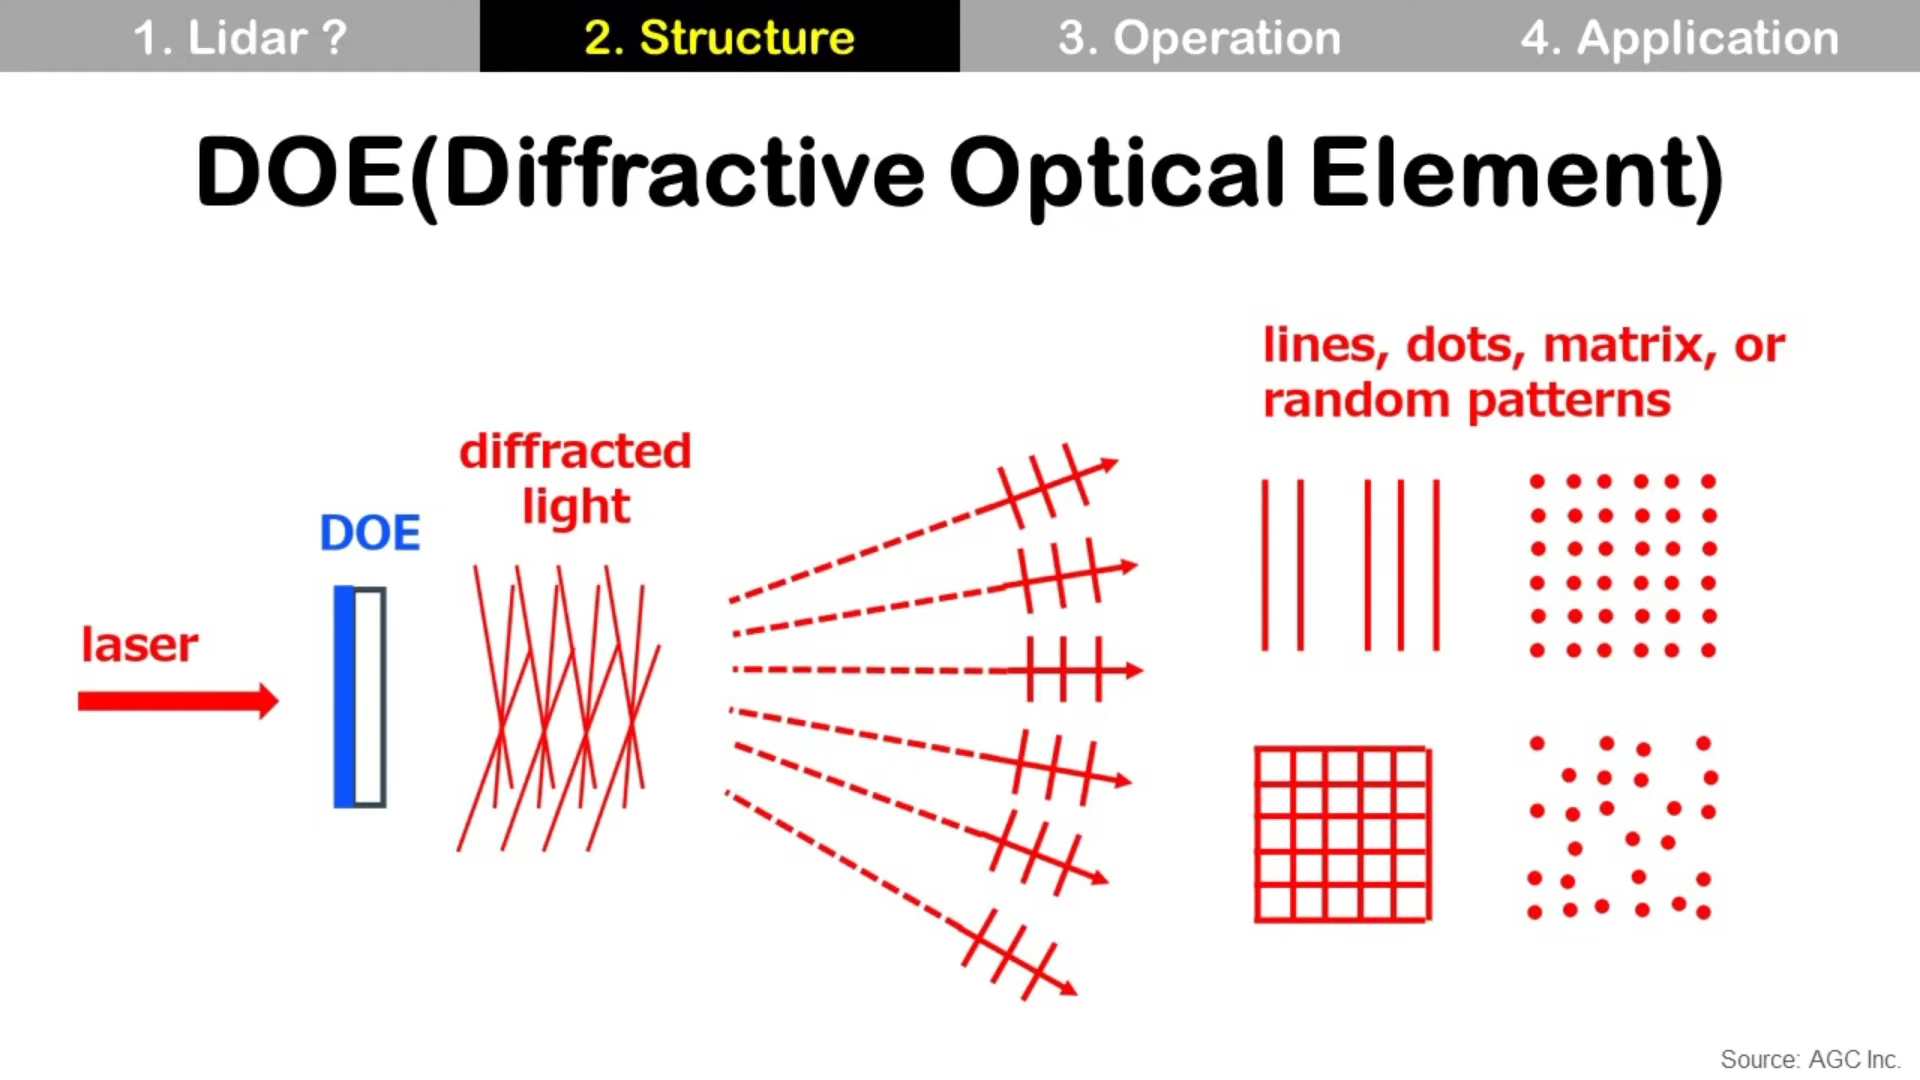 1. Lidar ?
2. Structure
3. Operation
4. Application
DOE(Diffractive Optical Element)
lines, dots, matrix, or
random patterns
diffracted
light
DOE
laser
Source: AGC Inc.